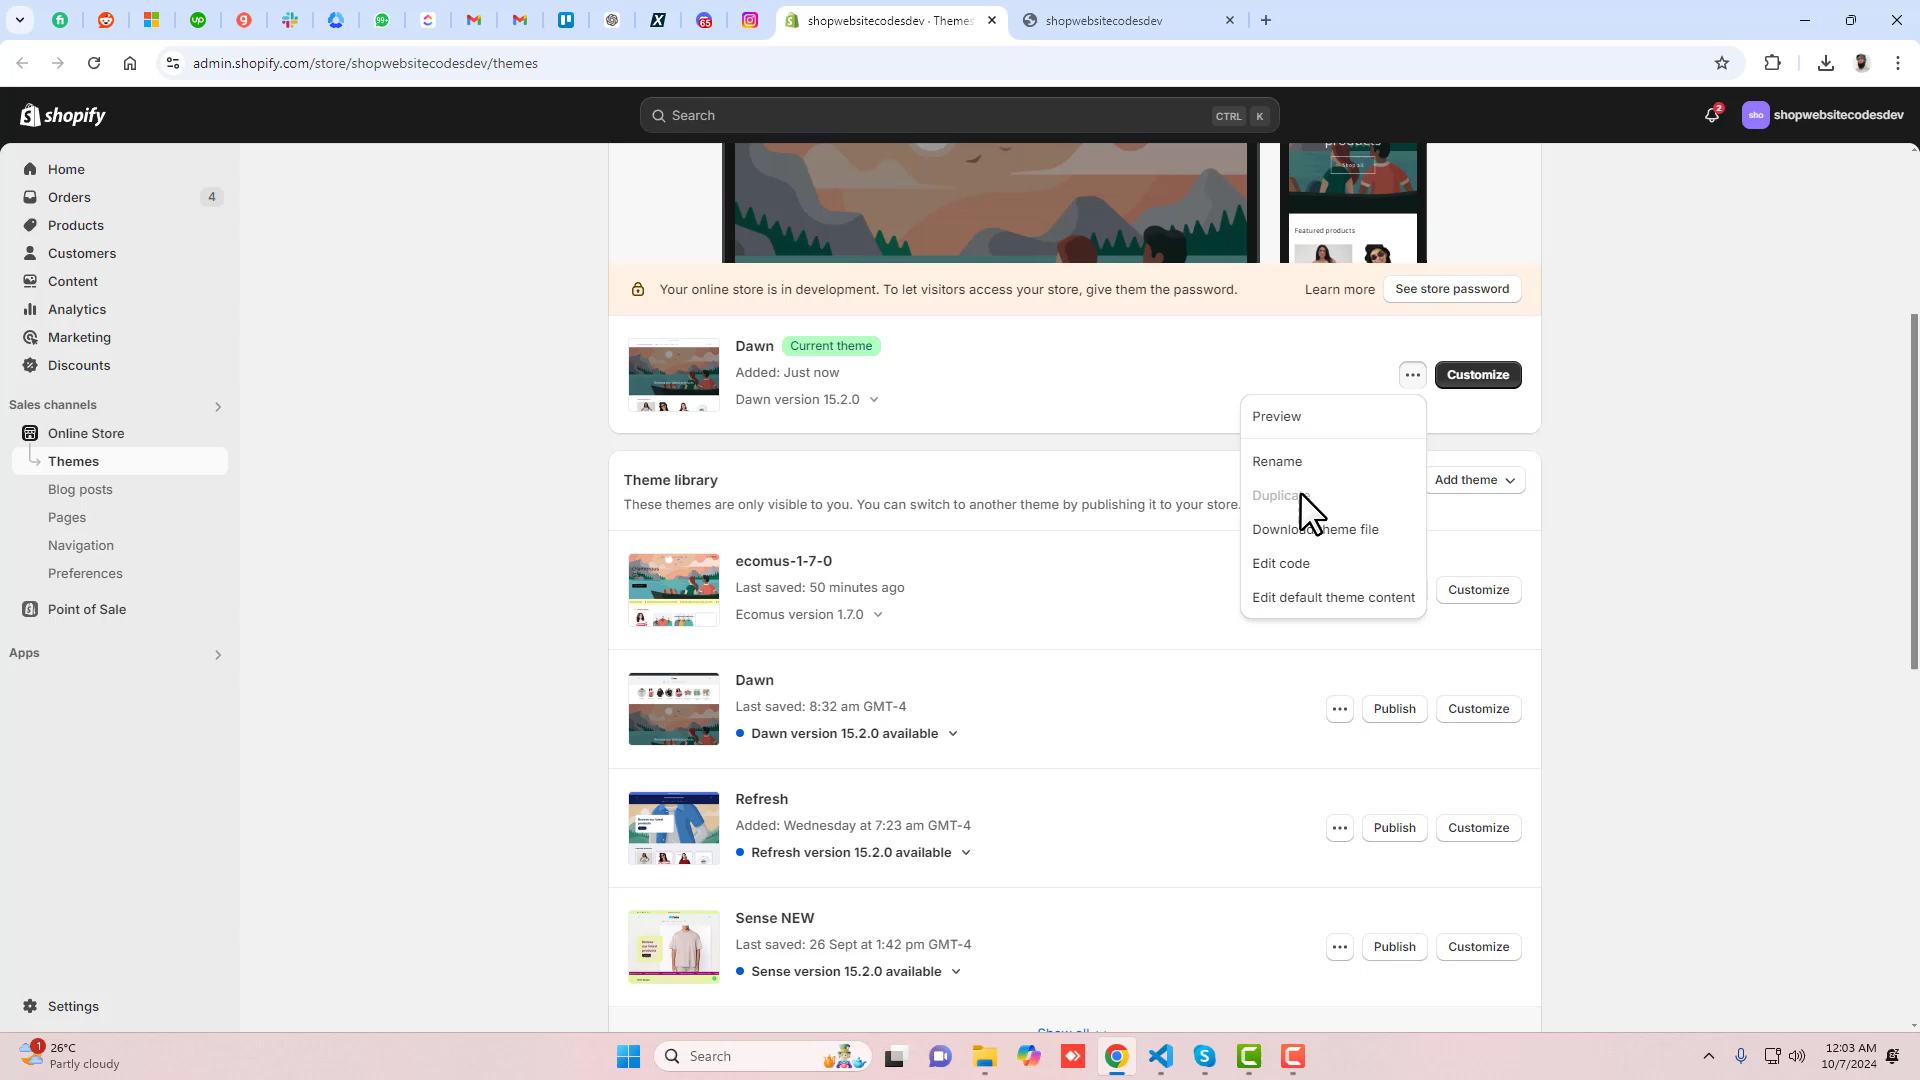 shopwebsitecodesdev · Themes
shopwebsitecodesdev
admin.shopify.com/store/shopwebsitecodesdev/themes
shopify
Search
CTRL K
2
sho
shopwebsitecodesdev
Home
Orders
4
Products
Customers
Content
Analytics
Marketing
Discounts
Sales channels
Online Store
Themes
Blog posts
Pages
Navigation
Preferences
Point of Sale
Apps
Settings
products
Shop all
Featured products
Your online store is in development. To let visitors access your store, give them the password.
Learn more
See store password
Dawn
Current theme
Added: Just now
Dawn version 15.2.0
Customize
Preview
Rename
Download theme file
Edit code
Edit default theme content
Theme library
Add theme
These themes are only visible to you. You can switch to another theme by publishing it to your store.
ecomus-1-7-0
Last saved: 50 minutes ago
Ecomus version 1.7.0
Customize
Dawn
Last saved: 8:32 am GMT-4
Dawn version 15.2.0 available
Publish
Customize
Refresh
Added: Wednesday at 7:23 am GMT-4
Refresh version 15.2.0 available
Publish
Customize
Sense NEW
Last saved: 26 Sept at 1:42 pm GMT-4
Sense version 15.2.0 available
Publish
Customize
Show all
1
26°C
Partly cloudy
Search
12:03 AM
10/7/2024